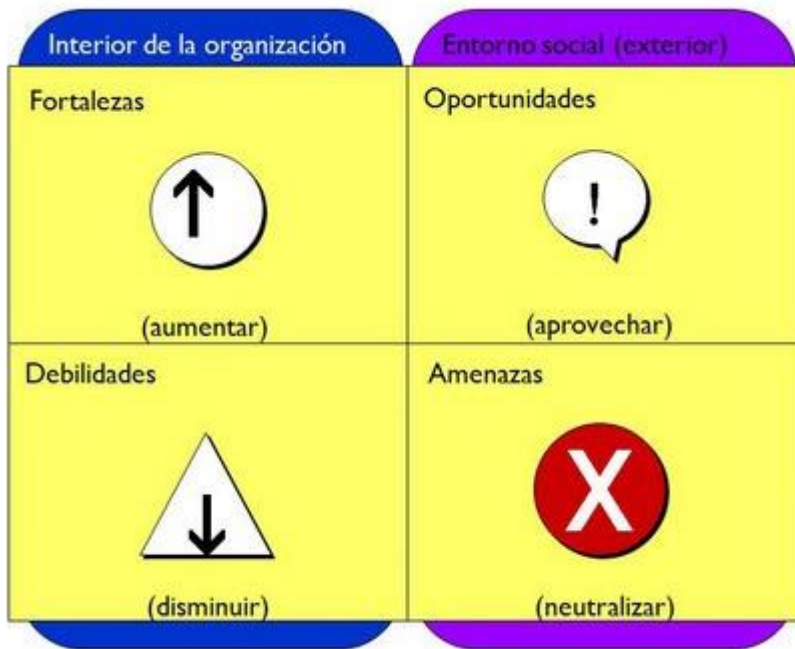 Interior de la organización
Entorno social (exterior)
Fortalezas
Oportunidades
!
(aumentar)
(aprovechar)
Debilidades
Amenazas
X
(disminuir)
(neutralizar)